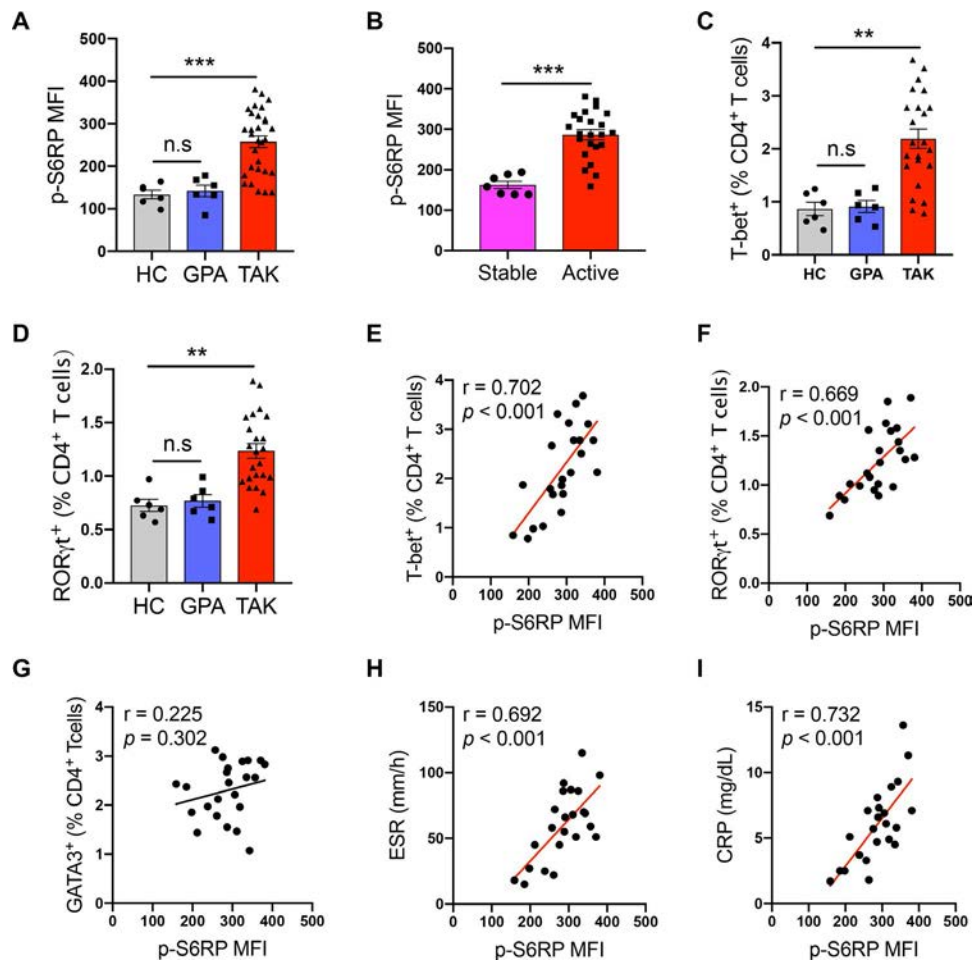 A
p-S6RP MFI
500
400
300
200
100
0
***
n.s
HC GPA TAK
B
p-S6RP MFI
500
400
300
200
100
0
***
Stable Active
C
T-bet⁺ (% CD4⁺ T cells)
4
3
2
1
0
**
n.s
HC GPA TAK
D
RORγt⁺ (% CD4⁺ T cells)
2.0
1.5
1.0
0.5
0.0
**
n.s
HC GPA TAK
E
T-bet⁺ (% CD4⁺ T cells)
4
3
2
1
0
r = 0.702
p < 0.001
0 100 200 300 400 500
p-S6RP MFI
F
RORγt⁺ (% CD4⁺ T cells)
2.0
1.5
1.0
0.5
0.0
r = 0.669
p < 0.001
0 100 200 300 400 500
p-S6RP MFI
G
GATA3⁺ (% CD4⁺ Tcells)
4
3
2
1
0
r = 0.225
p = 0.302
0 100 200 300 400 500
p-S6RP MFI
H
ESR (mm/h)
150
100
50
0
r = 0.692
p < 0.001
0 100 200 300 400 500
p-S6RP MFI
I
CRP (mg/dL)
15
10
5
0
r = 0.732
p < 0.001
0 100 200 300 400 500
p-S6RP MFI